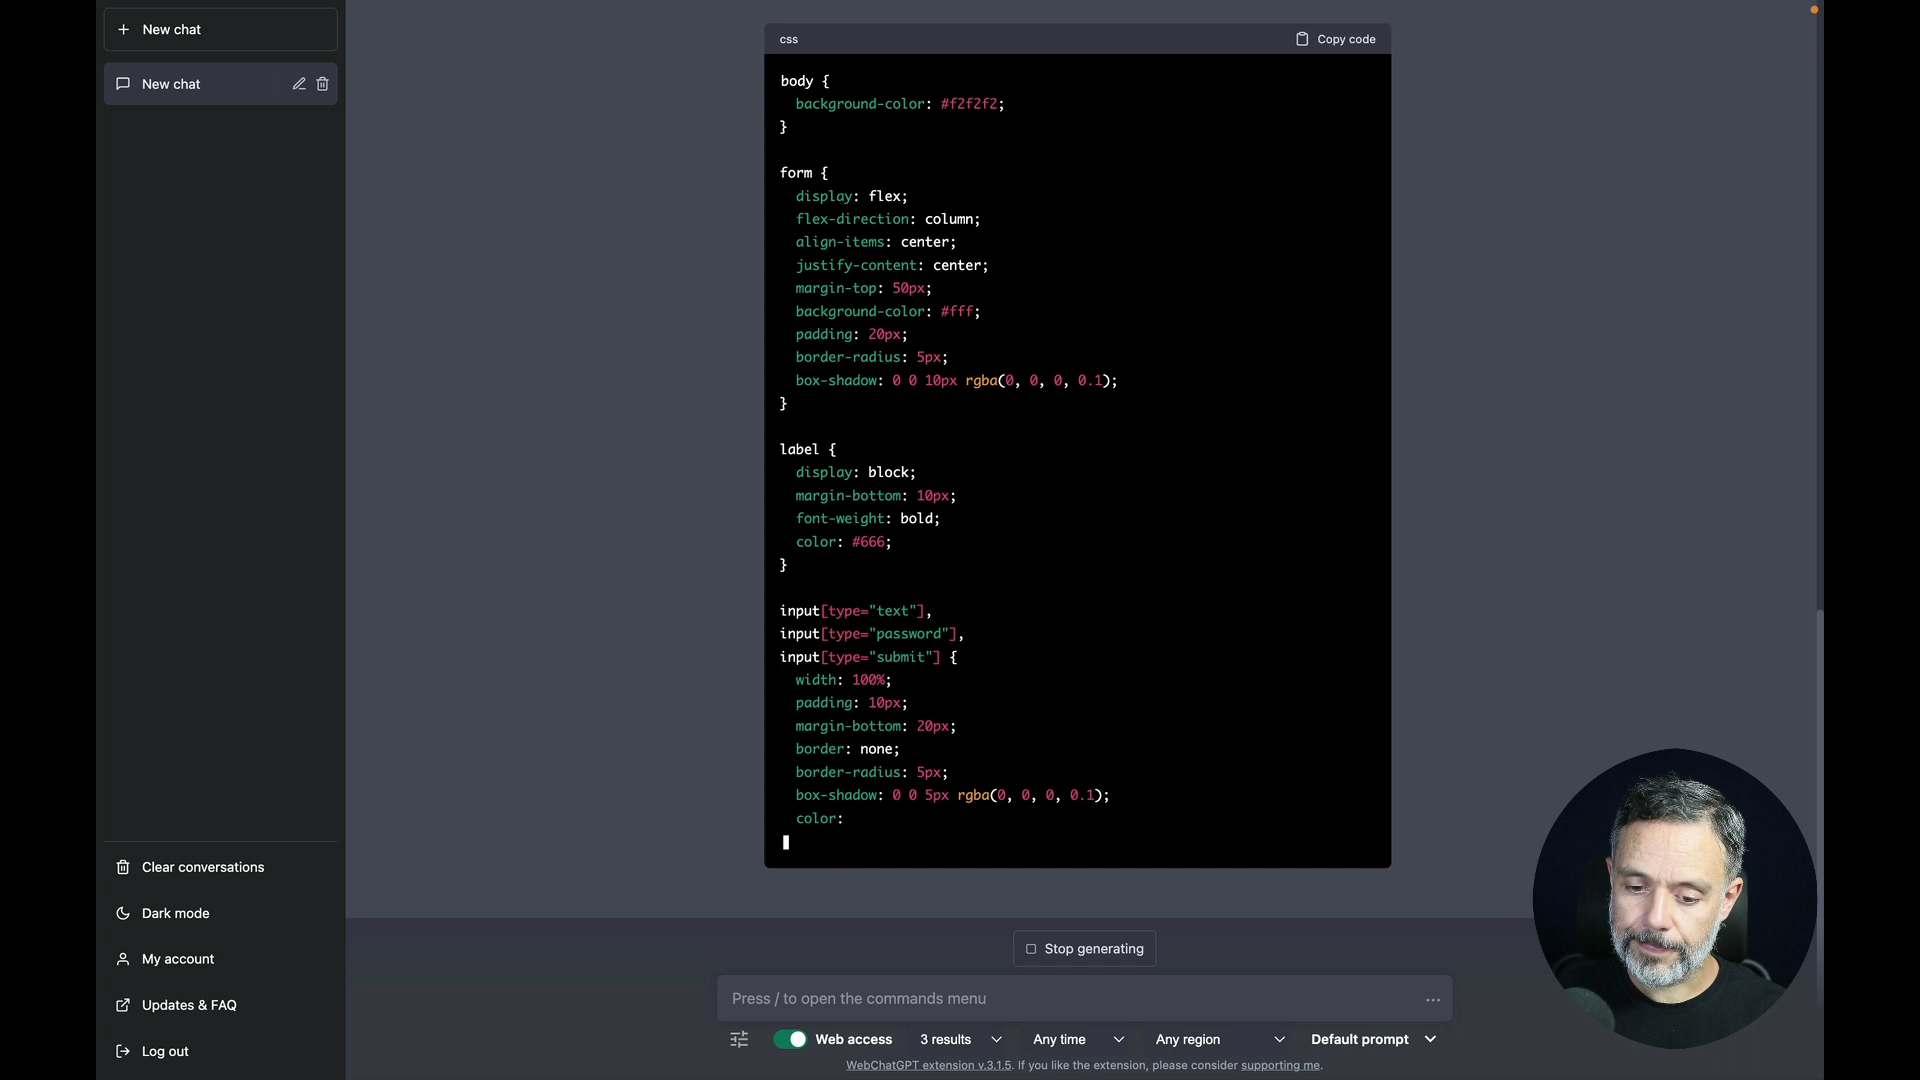 New chat
New chat
css
Copy code
body {
background-color: #f2f2f2;
}
form {
display: flex;
flex-direction: column;
align-items: center;
justify-content: center;
margin-top: 50px;
background-color: #fff;
padding: 20px;
border-radius: 5px;
box-shadow: 0 0 10px rgba(0, 0, 0, 0.1);
}
label {
display: block;
margin-bottom: 10px;
font-weight: bold;
color: #666;
}
input[type="text"],
input[type="password"],
input[type="submit"] {
width: 100%;
padding: 10px;
margin-bottom: 20px;
border: none;
border-radius: 5px;
box-shadow: 0 0 5px rgba(0, 0, 0, 0.1);
color:
Clear conversations
Dark mode
My account
Updates & FAQ
Log out
Stop generating
Press / to open the commands menu
Web access 3 results Any time Any region Default prompt
WebChatGPT extension v.3.1.5. If you like the extension, please consider supporting me.